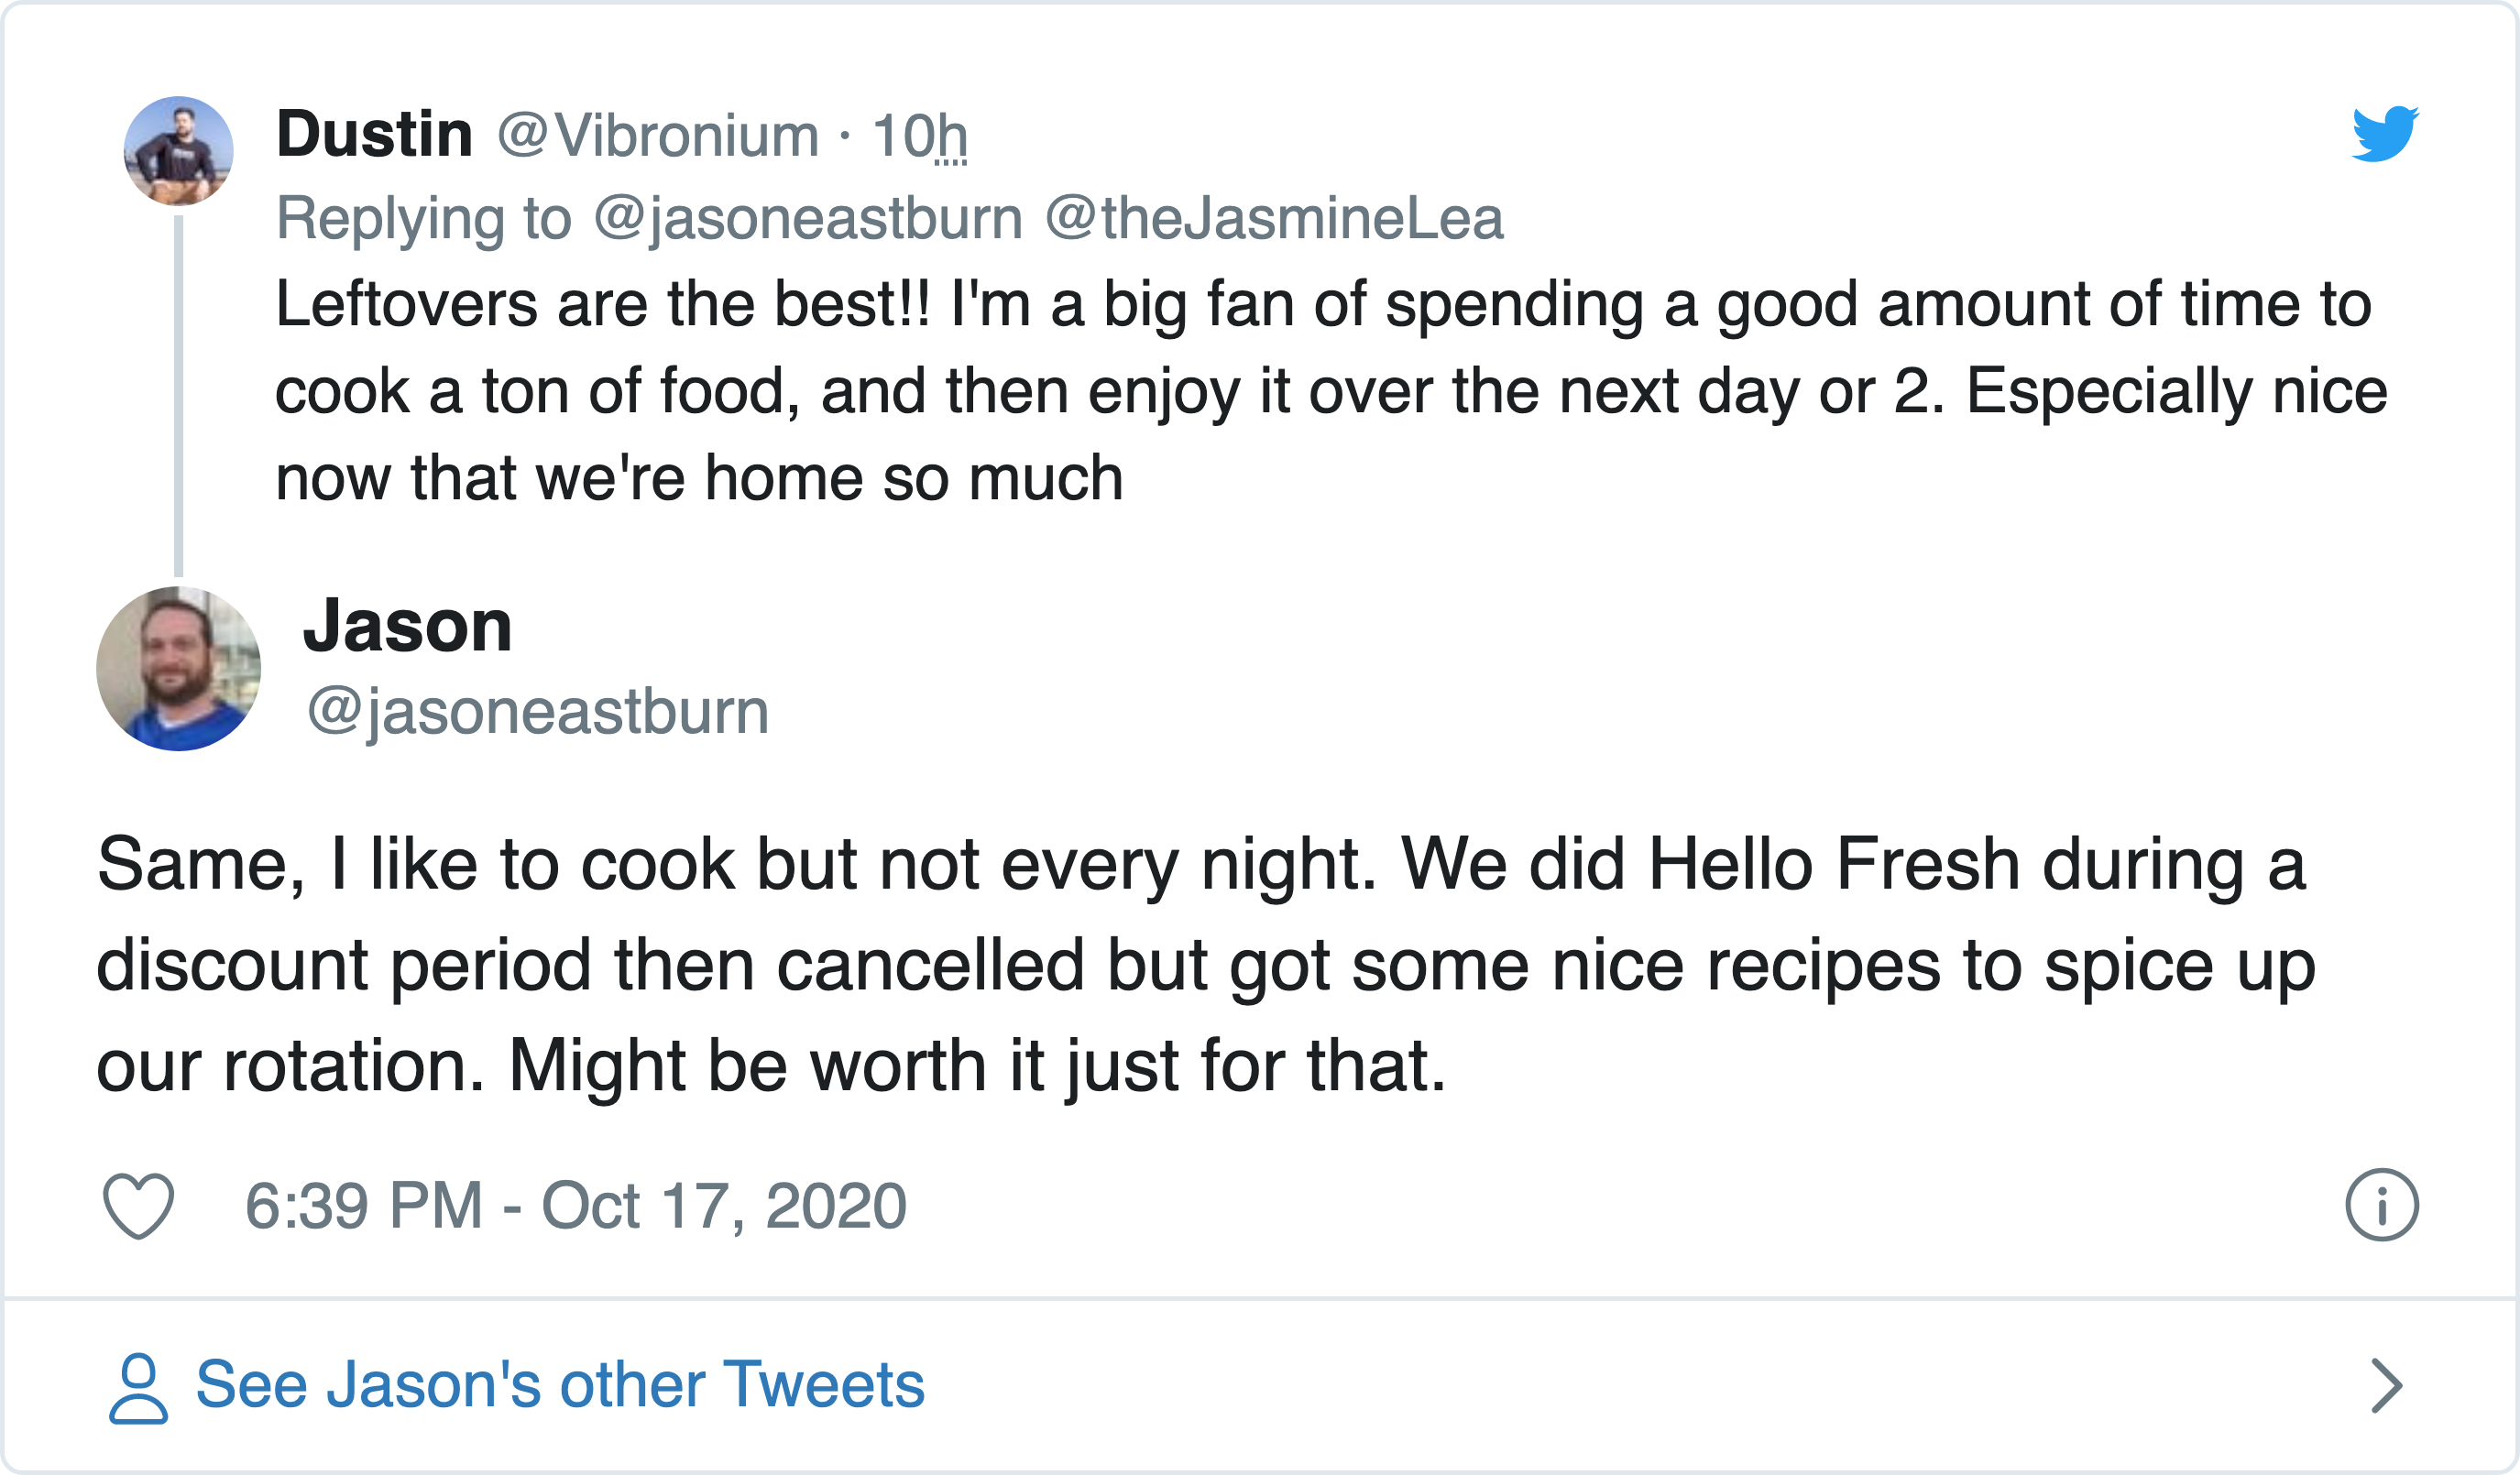 Dustin @Vibronium · 10h
Replying to @jasoneastburn @theJasmineLea
Leftovers are the best!! I'm a big fan of spending a good amount of time to
cook a ton of food, and then enjoy it over the next day or 2. Especially nice
now that we're home so much
Jason
@jasoneastburn
Same, I like to cook but not every night. We did Hello Fresh during a
discount period then cancelled but got some nice recipes to spice up
our rotation. Might be worth it just for that.
6:39 PM - Oct 17, 2020
See Jason's other Tweets